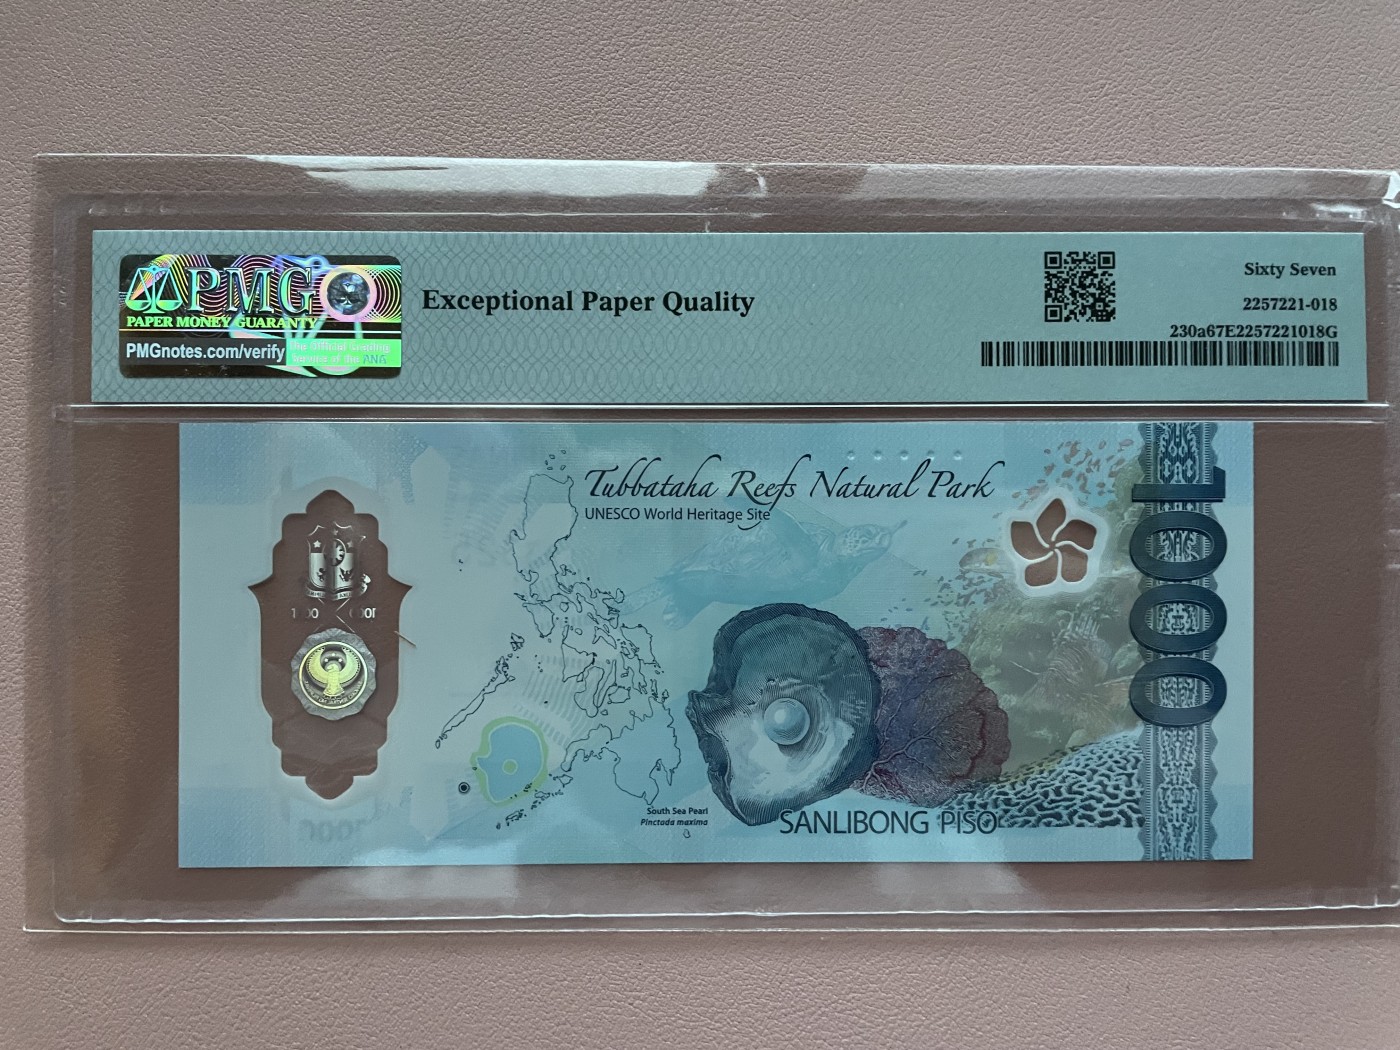 PMG
PAPER MONEY GUARANTY
PMGnotes.com/verify
the official grading
service of the ANA
Exceptional Paper Quality
Sixty Seven
2257221-018
230a67E2257221018G
Tubbataha Reefs Natural Park
UNESCO World Heritage Site
1000
South Sea Pearl
Pinctada maxima
SANLIBONG PISO